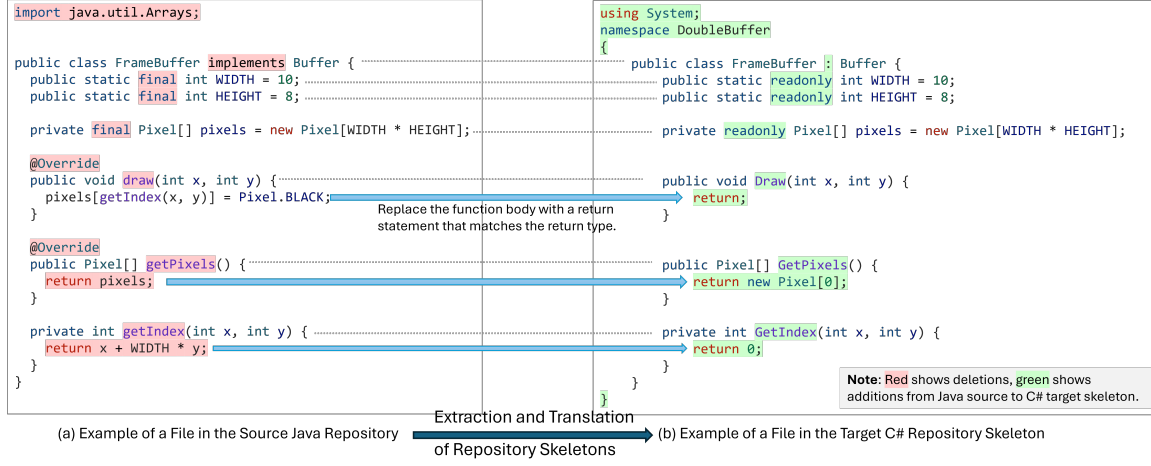 import java.util.Arrays;
public class FrameBuffer implements Buffer {
public static final int WIDTH = 10;
public static final int HEIGHT = 8;
private final Pixel[] pixels = new Pixel[WIDTH * HEIGHT];
@Override
public void draw(int x, int y) {
pixels[getIndex(x, y)] = Pixel.BLACK;
}
@Override
public Pixel[] getPixels() {
return pixels;
}
private int getIndex(int x, int y) {
return x + WIDTH * y;
}
}
Replace the function body with a return
statement that matches the return type.
using System;
namespace DoubleBuffer
{
public class FrameBuffer : Buffer {
public static readonly int WIDTH = 10;
public static readonly int HEIGHT = 8;
private readonly Pixel[] pixels = new Pixel[WIDTH * HEIGHT];
public void Draw(int x, int y) {
return;
}
public Pixel[] GetPixels() {
return new Pixel[0];
}
private int GetIndex(int x, int y) {
return 0;
}
}
}
Note: Red shows deletions, green shows
additions from Java source to C# target skeleton.
(a) Example of a File in the Source Java Repository
Extraction and Translation
of Repository Skeletons
(b) Example of a File in the Target C# Repository Skeleton